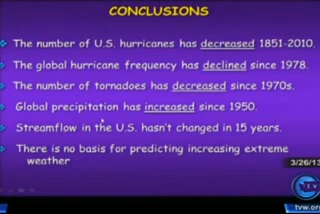 CONCLUSIONS
The number of U.S. hurricanes has decreased 1851-2010.
The global hurricane frequency has declined since 1978.
The number of tornadoes has decreased since 1970s.
Global precipitation has increased since 1950.
Streamflow in the U.S. hasn't changed in 15 years.
There is no basis for predicting increasing extreme
weather
3/26/13
TV
tvw.org